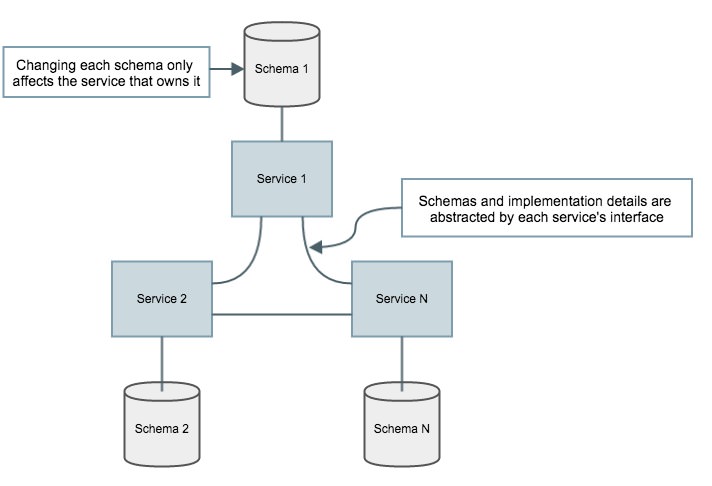 Changing each schema only
affects the service that owns it
Schema 1
Service 1
Schemas and implementation details are
abstracted by each service's interface
Service 2
Service N
Schema 2
Schema N